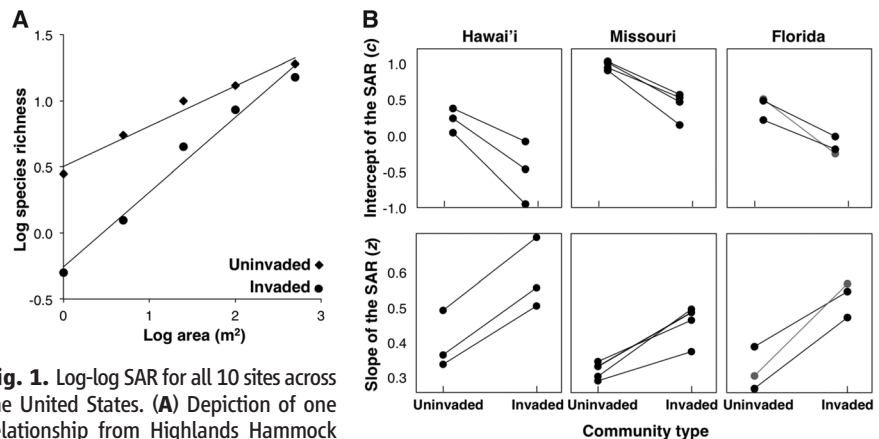 A
1.5
1.0
0.5
0.0
-0.5
Log species richness
Uninvaded
Invaded
0 1 2 3
Log area (m²)
B
Hawai'i Missouri Florida
Intercept of the SAR (c)
1.0
0.5
0.0
-0.5
-1.0
Slope of the SAR (z)
0.6
0.5
0.4
0.3
Uninvaded Invaded Uninvaded Invaded Uninvaded Invaded
Community type
ig. 1. Log-log SAR for all 10 sites across
he United States. (A) Depiction of one
elationship from Highlands Hammock